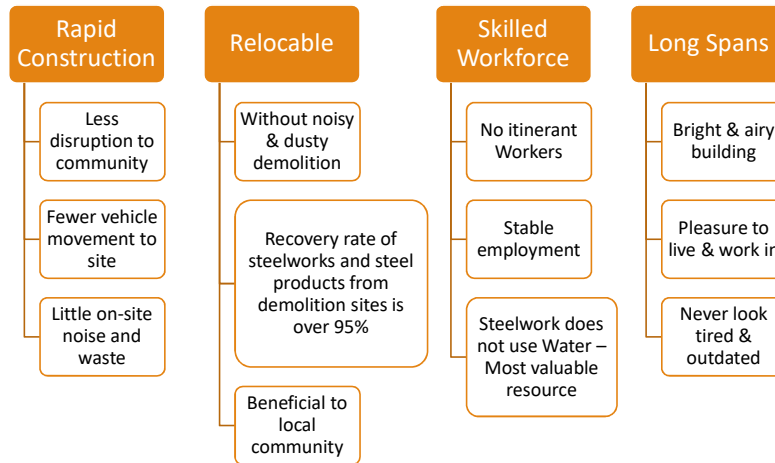 Rapid
Construction
Less
disruption to
community
Fewer vehicle
movement to
site
Little on-site
noise and
waste
Relocable
Without noisy
& dusty
demolition
Recovery rate of
steelworks and steel
products from
demolition sites is
over 95%
Beneficial to
local
community
Skilled
Workforce
No itinerant
Workers
Stable
employment
Steelwork does
not use Water –
Most valuable
resource
Long Spans
Bright & airy
building
Pleasure to
live & work in
Never look
tired &
outdated